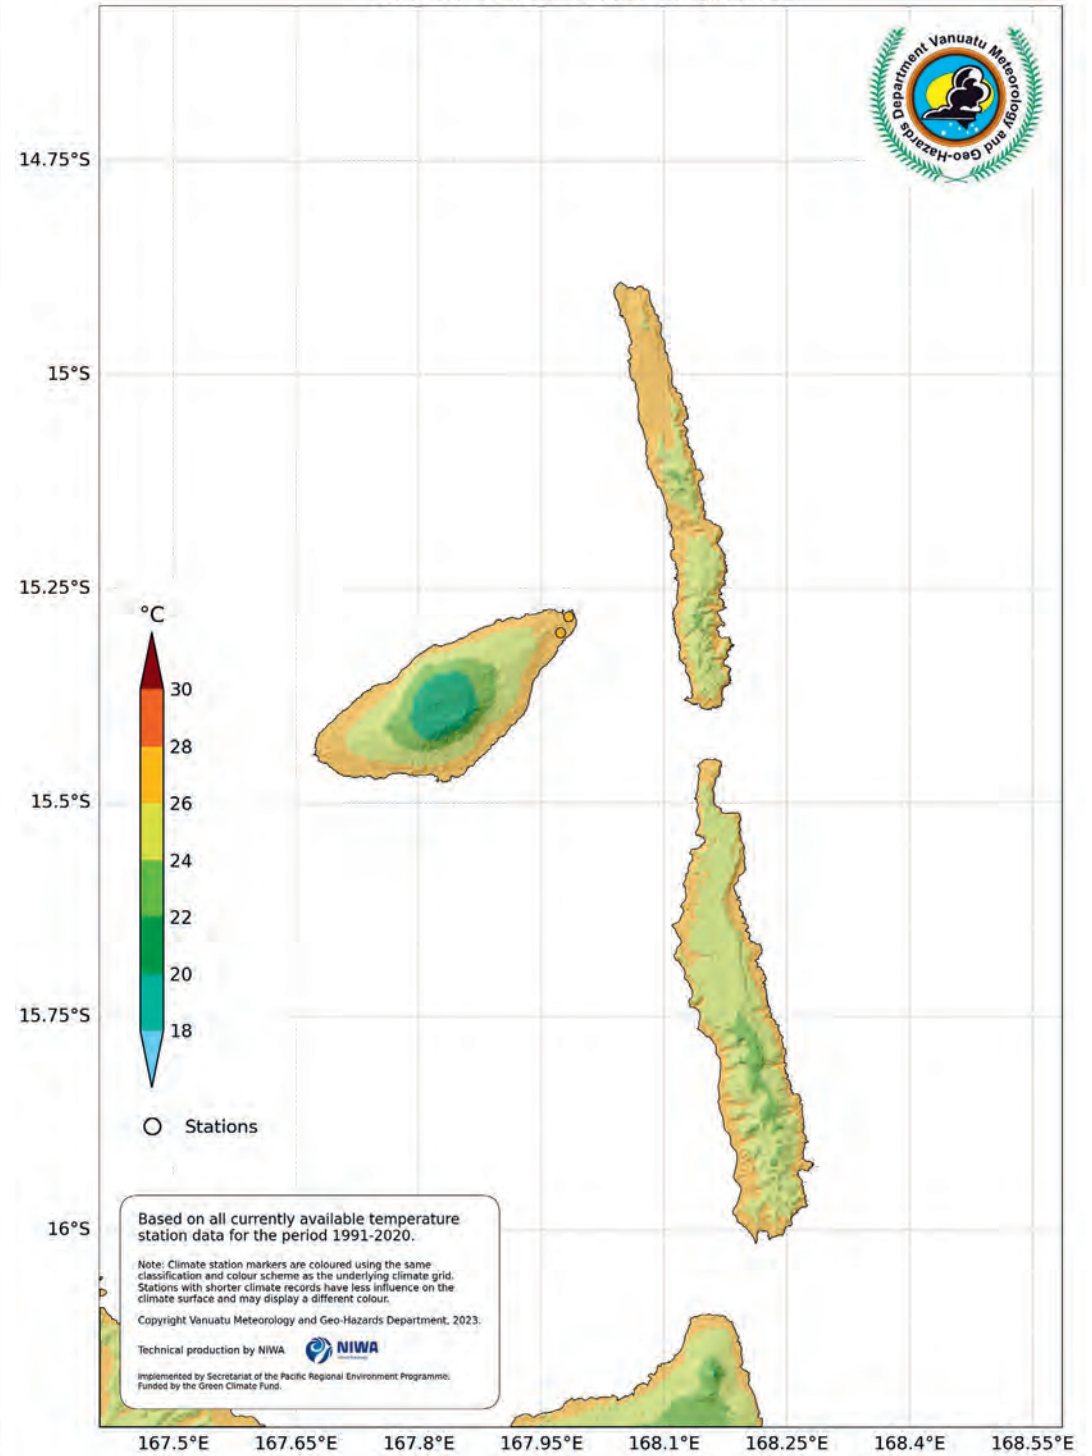 Vanuatu Meteorology and Geo-Hazards Department
14.75°S
15°S
15.25°S
15.5°S
15.75°S
16°S
°C
30
28
26
24
22
20
18
Stations
Based on all currently available temperature
station data for the period 1991-2020.
Note: Climate station markers are coloured using the same
classification and colour scheme as the underlying climate grid.
Stations with shorter climate records have less influence on the
climate surface and may display a different colour.
Copyright Vanuatu Meteorology and Geo-Hazards Department, 2023.
Technical production by NIWA
NIWA
Implemented by Secretariat of the Pacific Regional Environment Programme.
Funded by the Green Climate Fund.
167.5°E 167.65°E 167.8°E 167.95°E 168.1°E 168.25°E 168.4°E 168.55°E